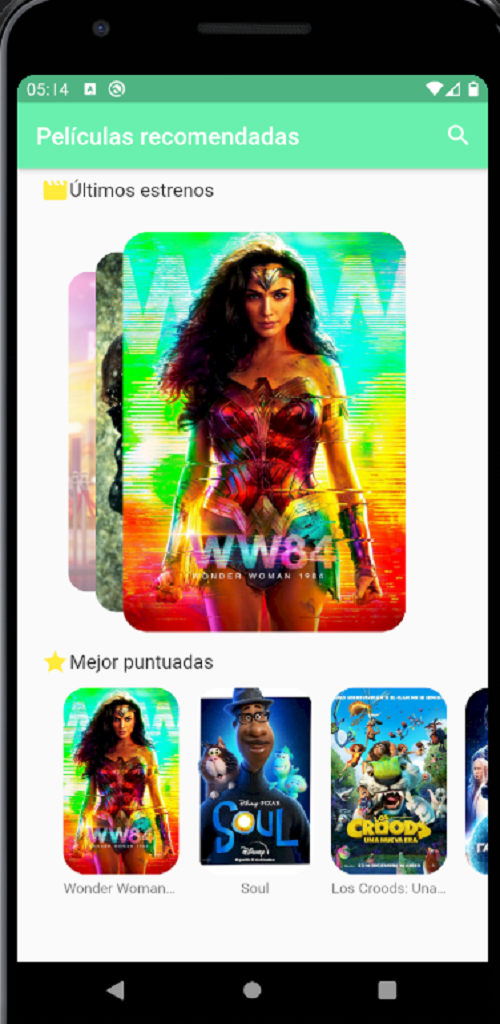 05:14
Películas recomendadas
Últimos estrenos
WW84
WONDER WOMAN 1984
Mejor puntuadas
WW84
Disney · PIXAR
SOUL
Disney+
LOS
CROODS
UNA NUEVA ERA
Wonder Woman...
Soul
Los Croods: Una...